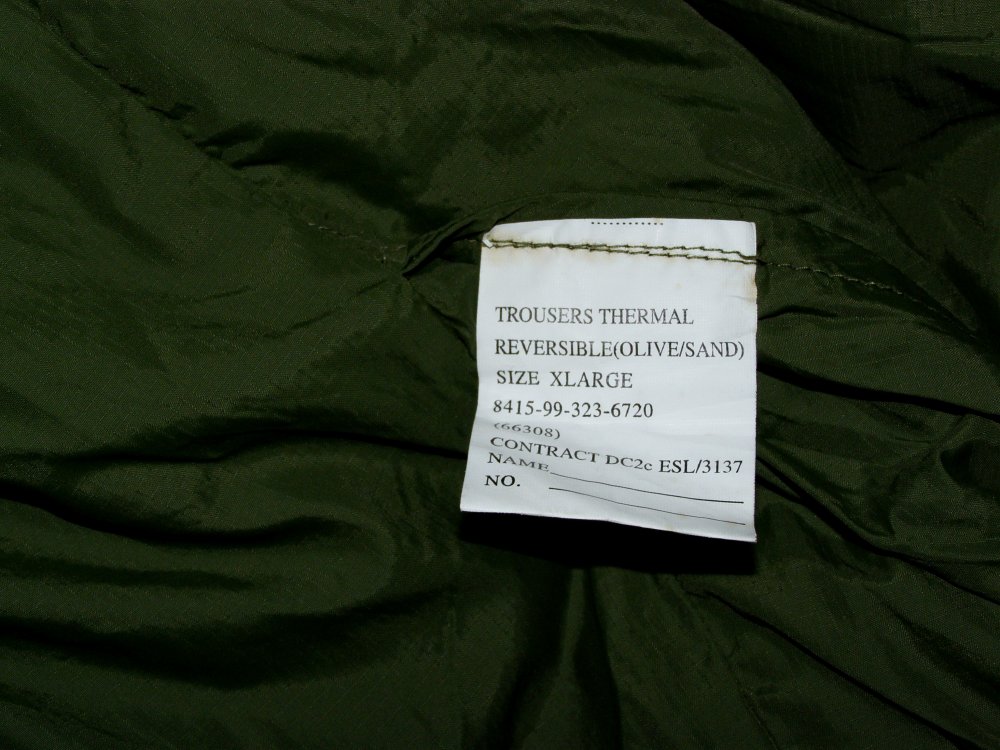 TROUSERS THERMAL
REVERSIBLE(OLIVE/SAND)
SIZE XLARGE
8415-99-323-6720
(66308)
CONTRACT DC2c ESL/3137
NAME
NO.